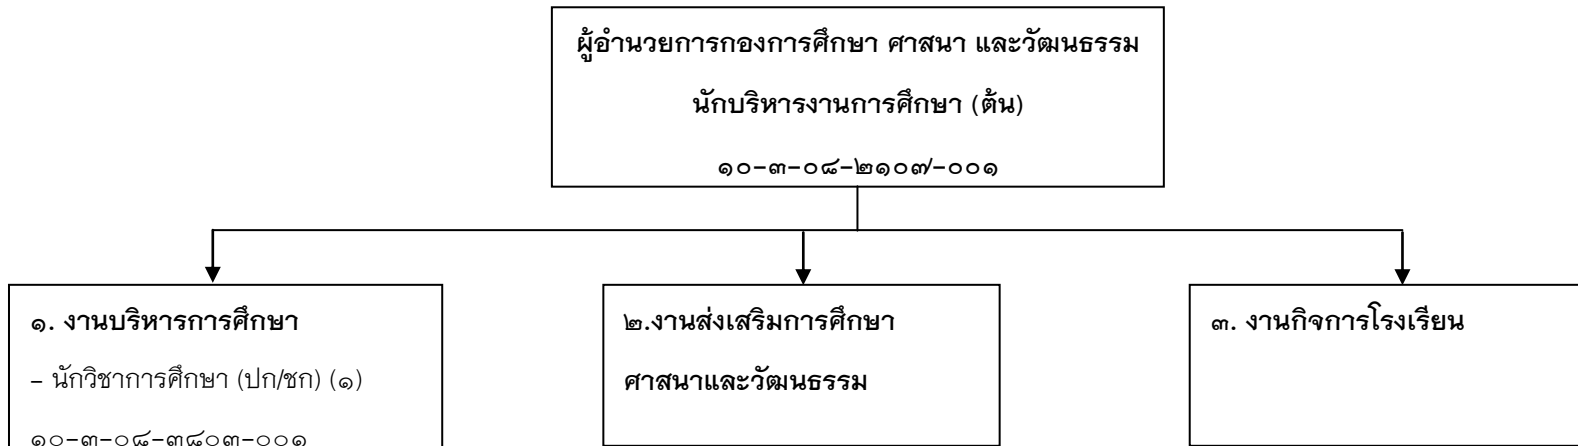 ผู้อำนวยการกองการศึกษา ศาสนา และวัฒนธรรม
นักบริหารงานการศึกษา (ต้น)
๑๐-๓-๐๘-๒๑๐๗-๐๐๑
๑. งานบริหารการศึกษา
- นักวิชาการศึกษา (ปก/ชก) (๑)
๑๐-๓-๐๘-๓๘๐๓-๐๐๑
๒.งานส่งเสริมการศึกษา
ศาสนาและวัฒนธรรม
๓. งานกิจการโรงเรียน